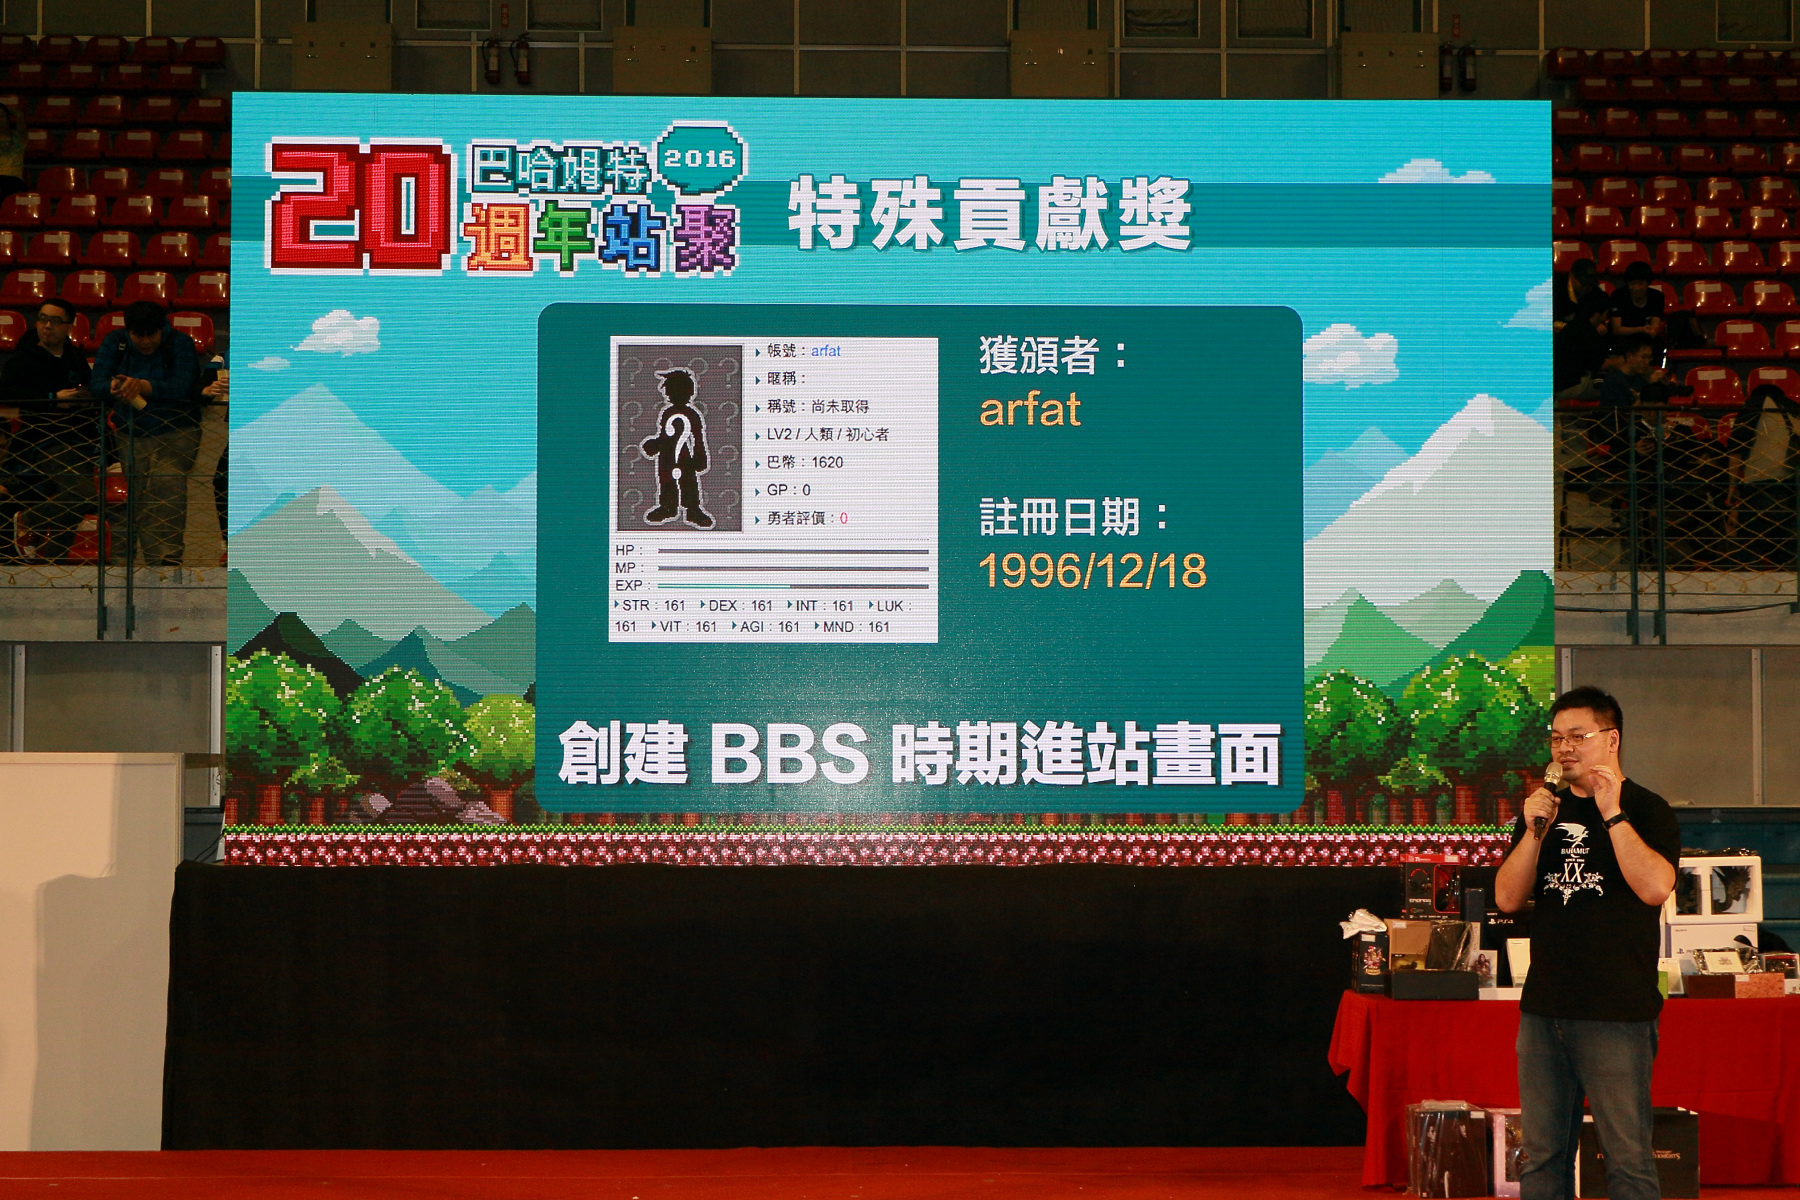 20
巴哈姆特
2016
週年站聚
特殊貢獻獎
帳號：arfat
暱稱：
稱號：尚未取得
LV2 / 人類 / 初心者
巴幣：1620
GP：0
勇者評價：0
HP：
MP：
EXP：
STR：161 DEX：161 INT：161 LUK：
161 VIT：161 AGI：161 MND：161
獲頒者：
arfat
註冊日期：
1996/12/18
創建 BBS 時期進站畫面
BAHAMUT
XX
PS4